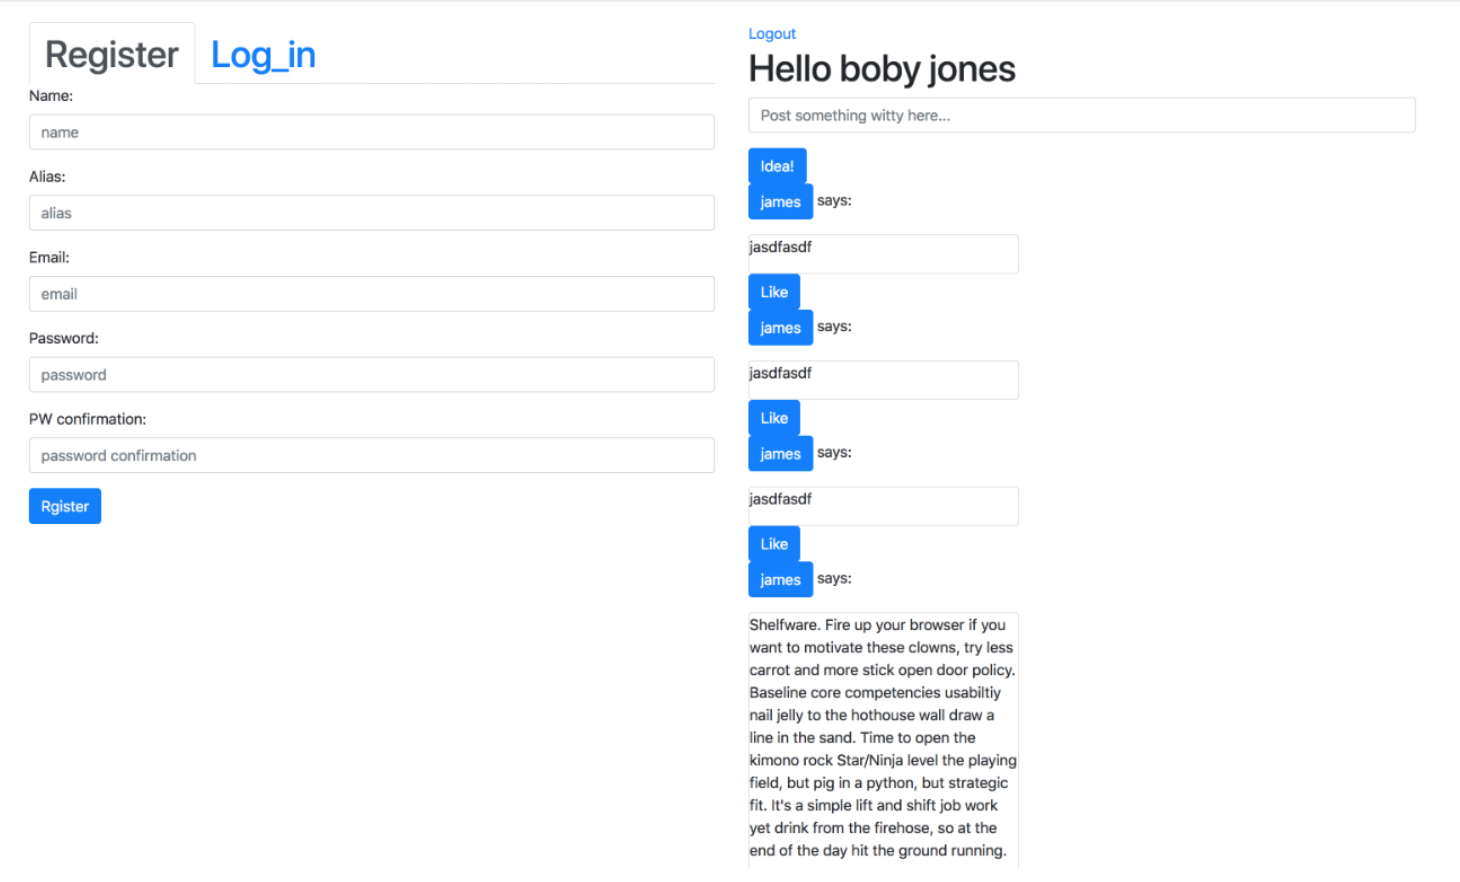 Register Log_in
Name:
name
Alias:
alias
Email:
email
Password:
password
PW confirmation:
password confirmation
Rgister
Logout
Hello boby jones
Post something witty here...
Idea!
james says:
jasdfasdf
Like
james says:
jasdfasdf
Like
james says:
jasdfasdf
Like
james says:
Shelfware. Fire up your browser if you
want to motivate these clowns, try less
carrot and more stick open door policy.
Baseline core competencies usabiltiy
nail jelly to the hothouse wall draw a
line in the sand. Time to open the
kimono rock Star/Ninja level the playing
field, but pig in a python, but strategic
fit. It's a simple lift and shift job work
yet drink from the firehose, so at the
end of the day hit the ground running.